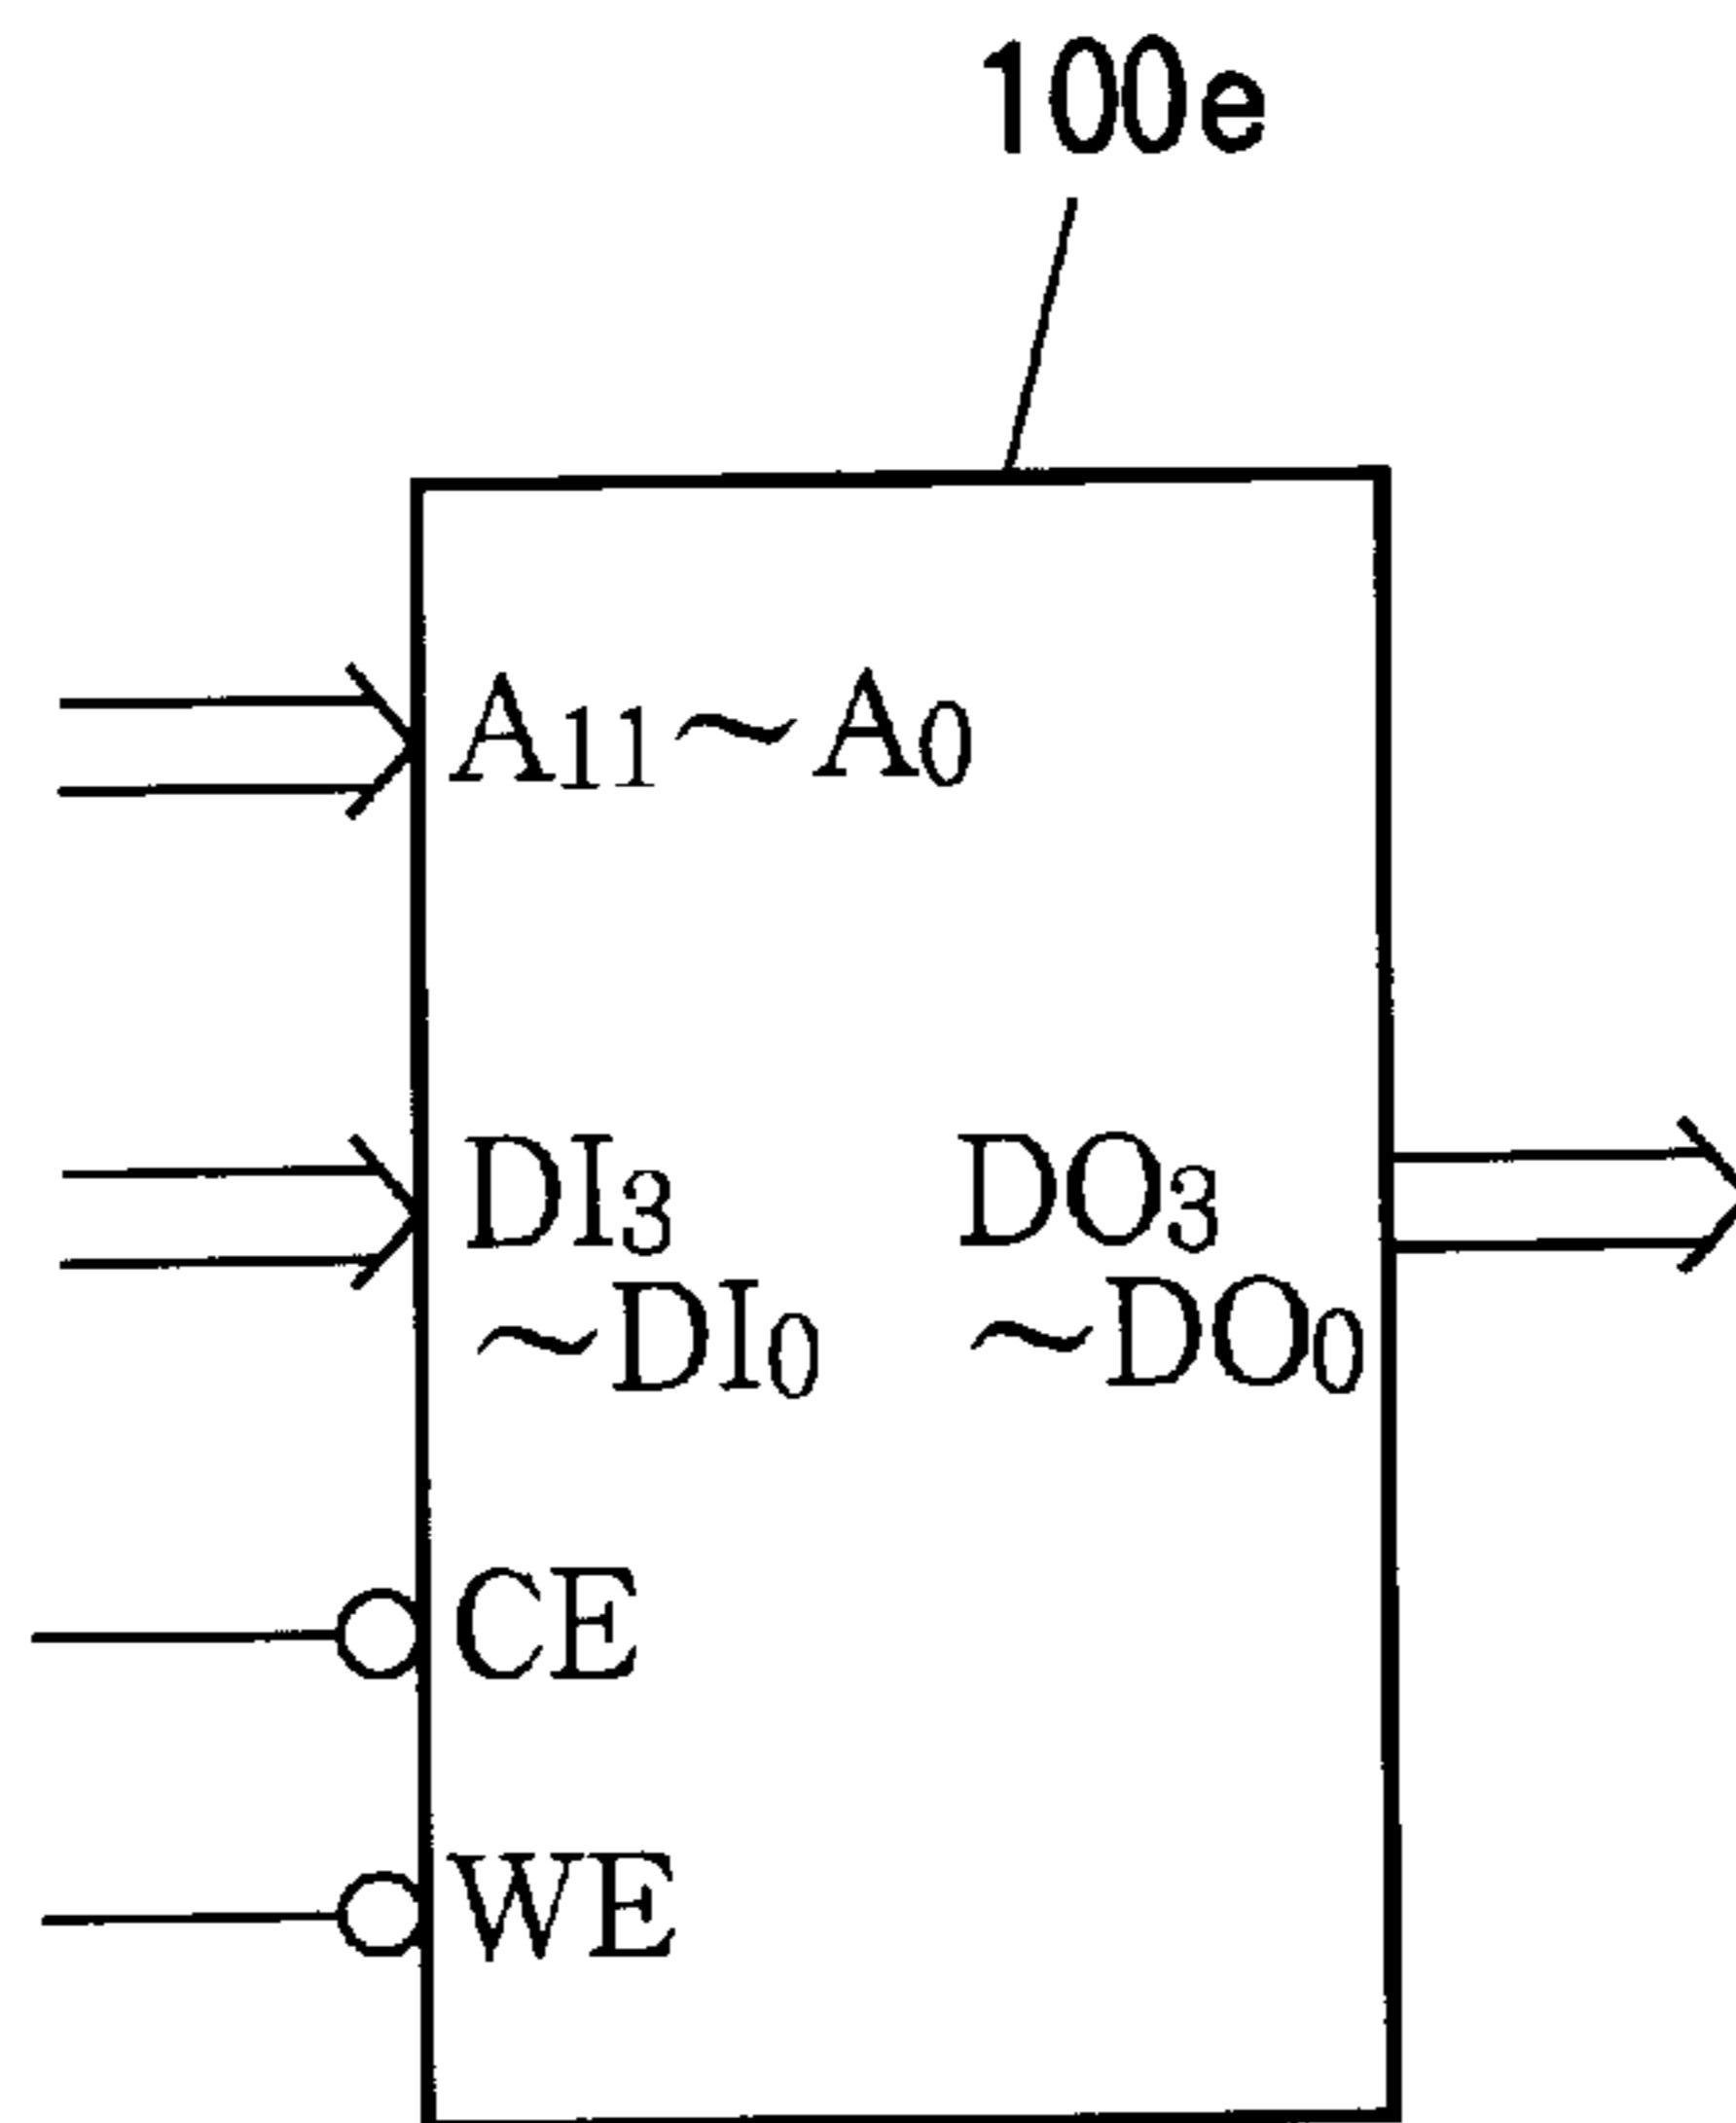 100e
A₁₁～A₀
DI₃ DO₃
～DI₀ ～DO₀
CE
WE